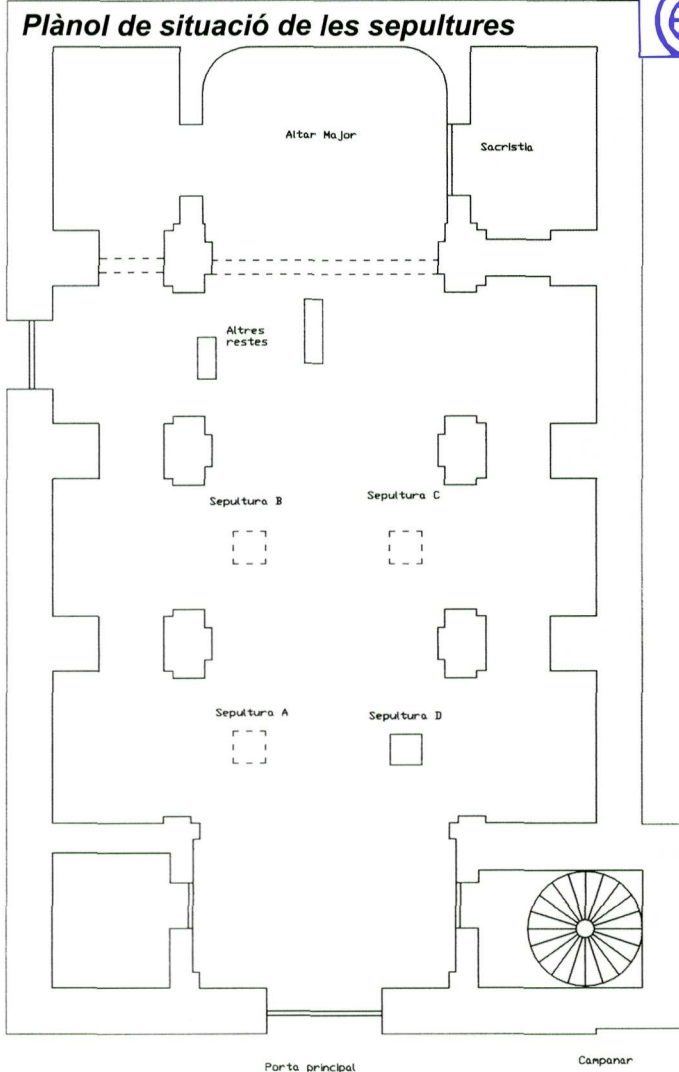 Plànol de situació de les sepultures
Altar Major
Sacristia
Altres
restes
Sepultura B
Sepultura C
Sepultura A
Sepultura D
Porta principal
Campanar